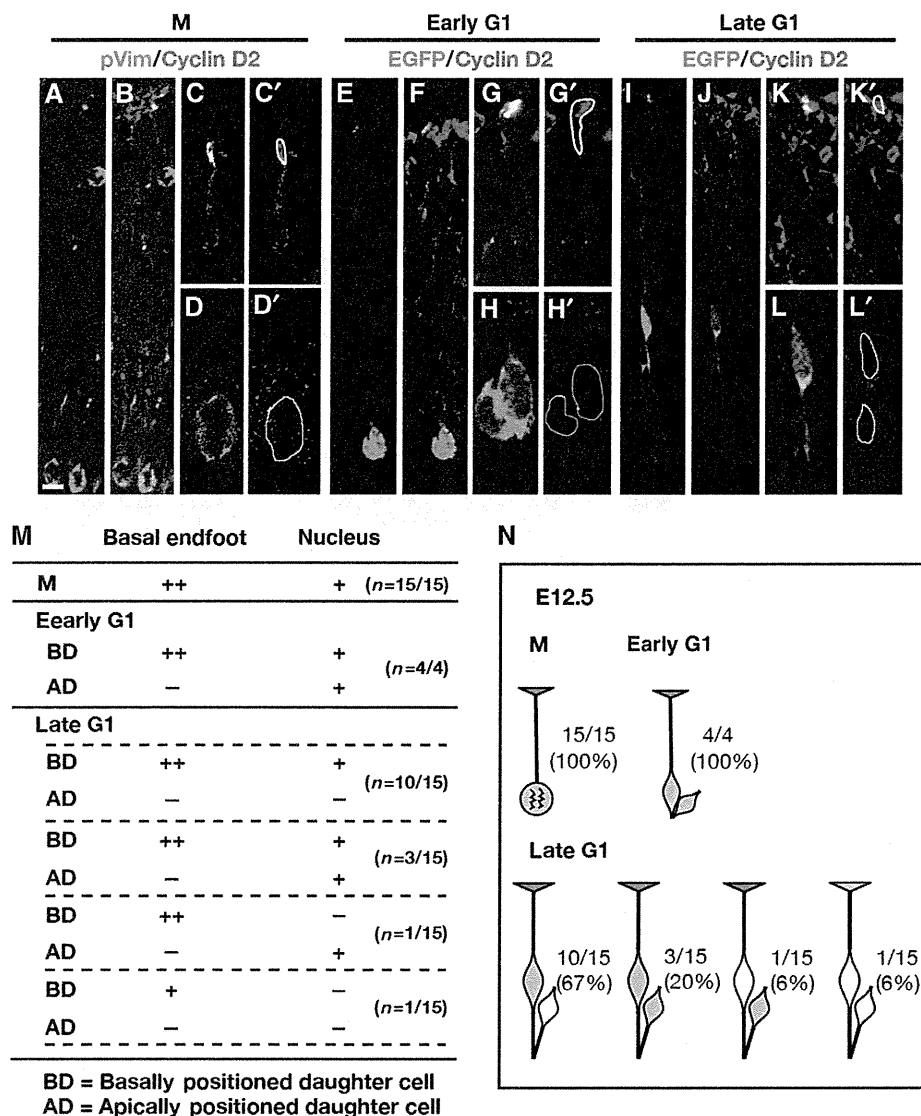 M Early G1 Late G1
pVim/Cyclin D2 EGFP/Cyclin D2 EGFP/Cyclin D2
A B C C′ E F G G′ I J K K′
D D′ H H′ L L′
M Basal endfoot Nucleus
M ++ + (n=15/15)
Eearly G1
BD ++ +
(n=4/4)
AD – +
Late G1
BD ++ +
(n=10/15)
AD – –
BD ++ +
(n=3/15)
AD – +
BD ++ –
(n=1/15)
AD – +
BD + –
(n=1/15)
AD – –
BD = Basally positioned daughter cell
AD = Apically positioned daughter cell
N
E12.5
M Early G1
15/15 4/4
(100%) (100%)
Late G1
10/15 3/15 1/15 1/15
(67%) (20%) (6%) (6%)